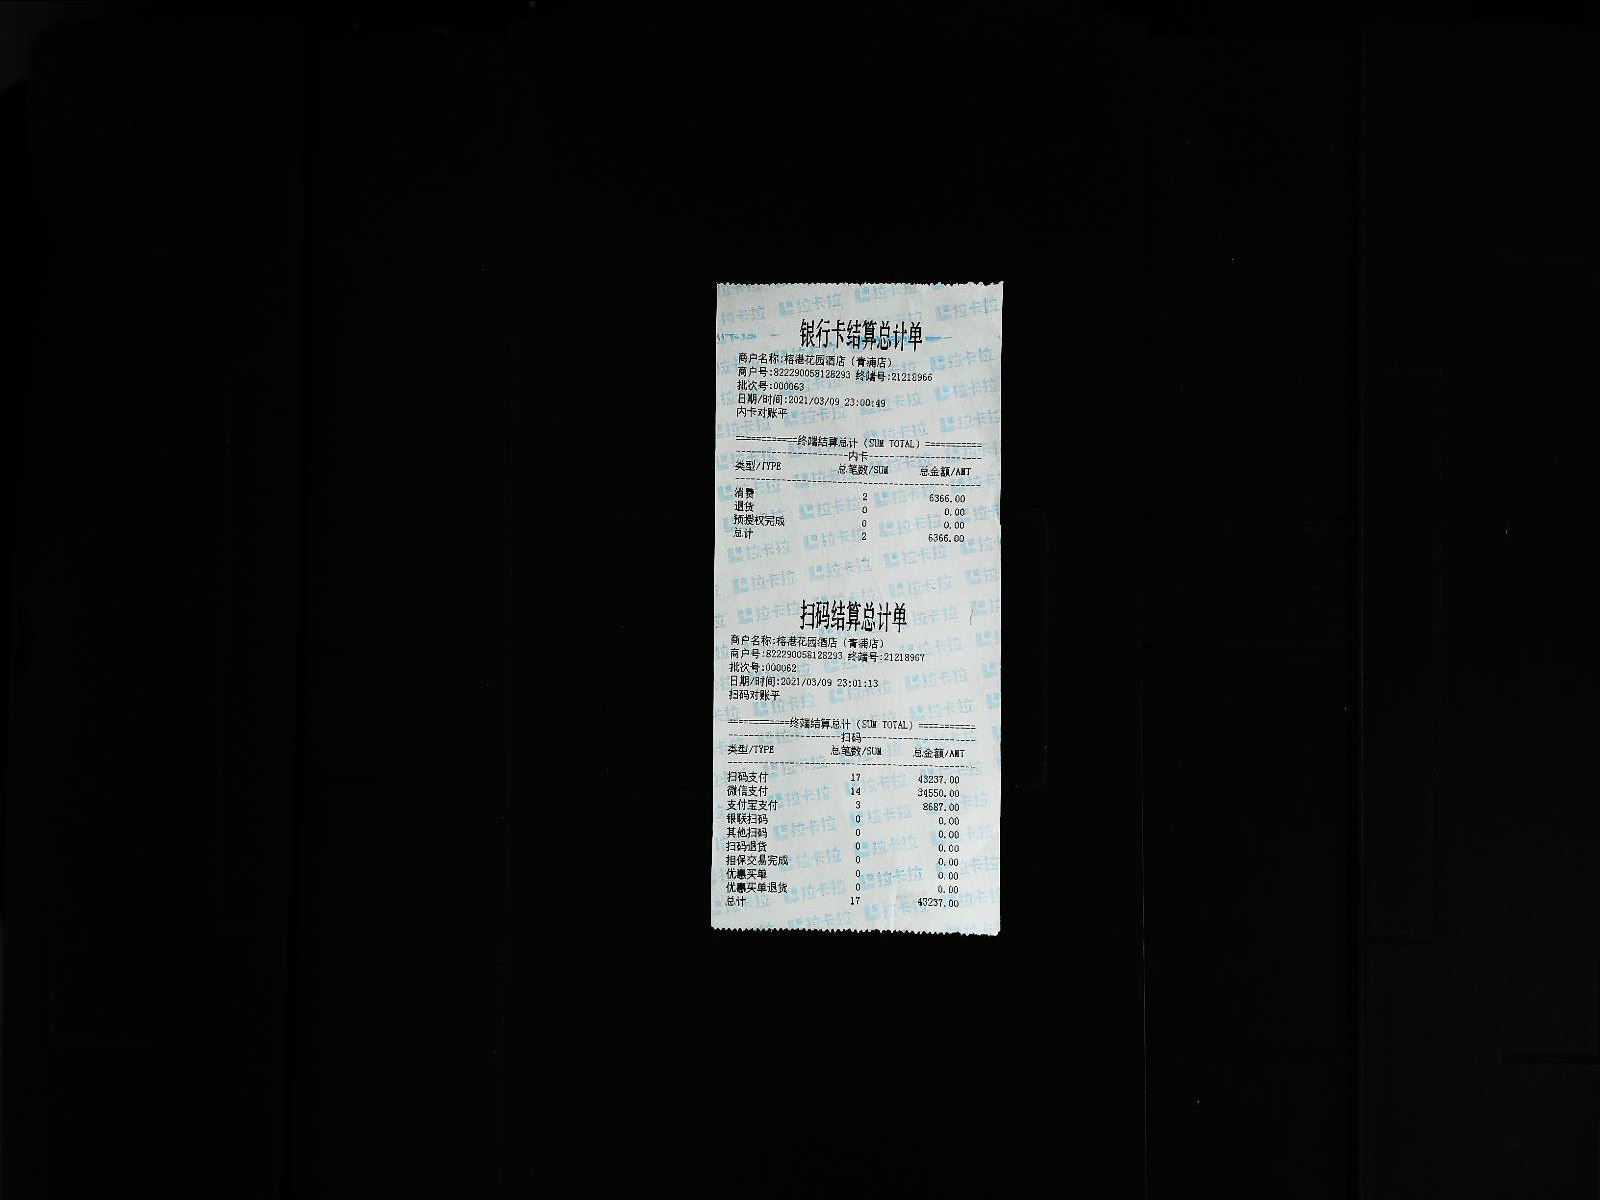 银行卡结算总计单
商户名称:榕港花园酒店(青浦店)
商户号:822290058128293 终端号:21218966
批次号:000063
日期/时间:2021/03/09 23:00:49
内卡对账平
============终端结算总计(SUM TOTAL)===========
----------------------内卡----------------------
类型/TYPE 总笔数/SUM 总金额/AMT
------------------------------------------------
消费 2 6366.00
退货 0 0.00
预授权完成 0 0.00
总计 2 6366.00
扫码结算总计单
商户名称:榕港花园酒店(青浦店)
商户号:822290058128293 终端号:21218967
批次号:000062
日期/时间:2021/03/09 23:01:13
扫码对账平
============终端结算总计(SUM TOTAL)===========
----------------------扫码----------------------
类型/TYPE 总笔数/SUM 总金额/AMT
------------------------------------------------
扫码支付 17 43237.00
微信支付 14 34550.00
支付宝支付 3 8687.00
银联扫码 0 0.00
其他扫码 0 0.00
扫码退货 0 0.00
担保交易完成 0 0.00
优惠买单 0 0.00
优惠买单退货 0 0.00
总计 17 43237.00